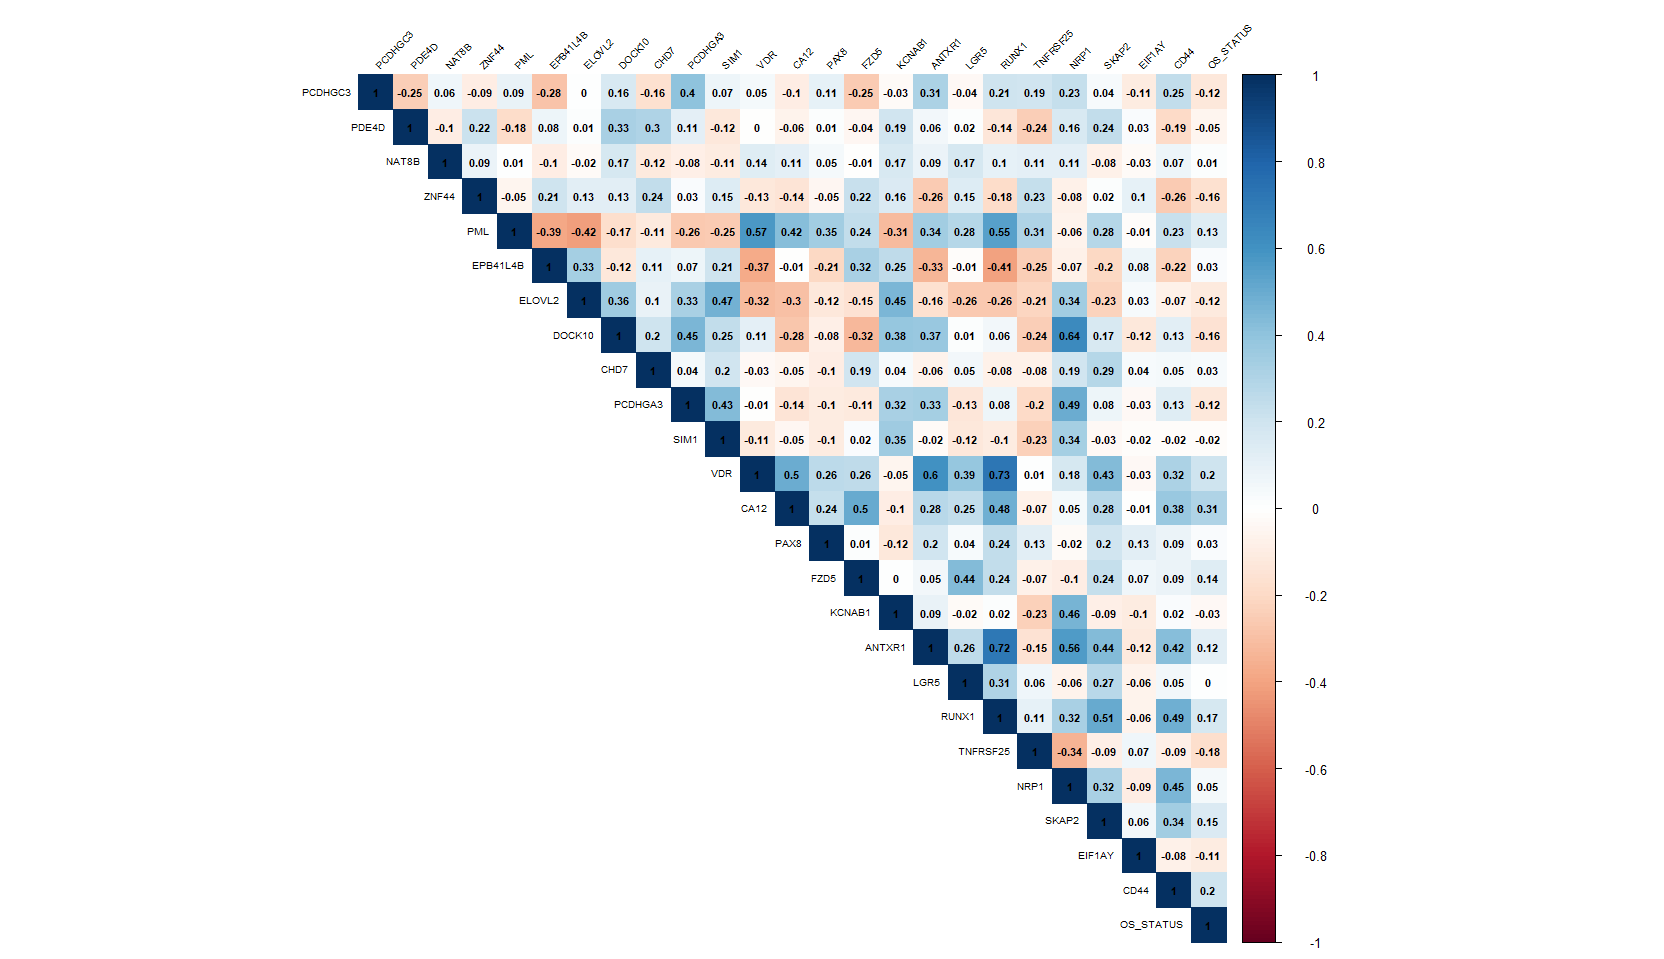 PCDHGC3 PDE4D NAT8B ZNF44 PML EPB41L4B ELOVL2 DOCK10 CHD7 PCDHGA3 SIM1 VDR CA12 PAX8 FZD5 KCNAB1 ANTXR1 LGR5 RUNX1 TNFRSF25 NRP1 SKAP2 EIF1AY CD44 OS_STATUS
PCDHGC3 1 -0.25 0.06 -0.09 0.09 -0.28 0 0.16 -0.16 0.4 0.07 0.05 -0.1 0.11 -0.25 -0.03 0.31 -0.04 0.21 0.19 0.23 0.04 -0.11 0.25 -0.12
PDE4D 1 -0.1 0.22 -0.18 0.08 0.01 0.33 0.3 0.11 -0.12 0 -0.06 0.01 -0.04 0.19 0.06 0.02 -0.14 -0.24 0.16 0.24 0.03 -0.19 -0.05
NAT8B 1 0.09 0.01 -0.1 -0.02 0.17 -0.12 -0.08 -0.11 0.14 0.11 0.05 -0.01 0.17 0.09 0.17 0.1 0.11 0.11 -0.08 -0.03 0.07 0.01
ZNF44 1 -0.05 0.21 0.13 0.13 0.24 0.03 0.15 -0.13 -0.14 -0.05 0.22 0.16 -0.26 0.15 -0.18 0.23 -0.08 0.02 0.1 -0.26 -0.16
PML 1 -0.39 -0.42 -0.17 -0.11 -0.26 -0.25 0.57 0.42 0.35 0.24 -0.31 0.34 0.28 0.55 0.31 -0.06 0.28 -0.01 0.23 0.13
EPB41L4B 1 0.33 -0.12 0.11 0.07 0.21 -0.37 -0.01 -0.21 0.32 0.25 -0.33 -0.01 -0.41 -0.25 -0.07 -0.2 0.08 -0.22 0.03
ELOVL2 1 0.36 0.1 0.33 0.47 -0.32 -0.3 -0.12 -0.15 0.45 -0.16 -0.26 -0.26 -0.21 0.34 -0.23 0.03 -0.07 -0.12
DOCK10 1 0.2 0.45 0.25 0.11 -0.28 -0.08 -0.32 0.38 0.37 0.01 0.06 -0.24 0.64 0.17 -0.12 0.13 -0.16
CHD7 1 0.04 0.2 -0.03 -0.05 -0.1 0.19 0.04 -0.06 0.05 -0.08 -0.08 0.19 0.29 0.04 0.05 0.03
PCDHGA3 1 0.43 -0.01 -0.14 -0.1 -0.11 0.32 0.33 -0.13 0.08 -0.2 0.49 0.08 -0.03 0.13 -0.12
SIM1 1 -0.11 -0.05 -0.1 0.02 0.35 -0.02 -0.12 -0.1 -0.23 0.34 -0.03 -0.02 -0.02 -0.02
VDR 1 0.5 0.26 0.26 -0.05 0.6 0.39 0.73 0.01 0.18 0.43 -0.03 0.32 0.2
CA12 1 0.24 0.5 -0.1 0.28 0.25 0.48 -0.07 0.05 0.28 -0.01 0.38 0.31
PAX8 1 0.01 -0.12 0.2 0.04 0.24 0.13 -0.02 0.2 0.13 0.09 0.03
FZD5 1 0 0.05 0.44 0.24 -0.07 -0.1 0.24 0.07 0.09 0.14
KCNAB1 1 0.09 -0.02 0.02 -0.23 0.46 -0.09 -0.1 0.02 -0.03
ANTXR1 1 0.26 0.72 -0.15 0.56 0.44 -0.12 0.42 0.12
LGR5 1 0.31 0.06 -0.06 0.27 -0.06 0.05 0
RUNX1 1 0.11 0.32 0.51 -0.06 0.49 0.17
TNFRSF25 1 -0.34 -0.09 0.07 -0.09 -0.18
NRP1 1 0.32 -0.09 0.45 0.05
SKAP2 1 0.06 0.34 0.15
EIF1AY 1 -0.08 -0.11
CD44 1 0.2
OS_STATUS 1
1
0.8
0.6
0.4
0.2
0
-0.2
-0.4
-0.6
-0.8
-1